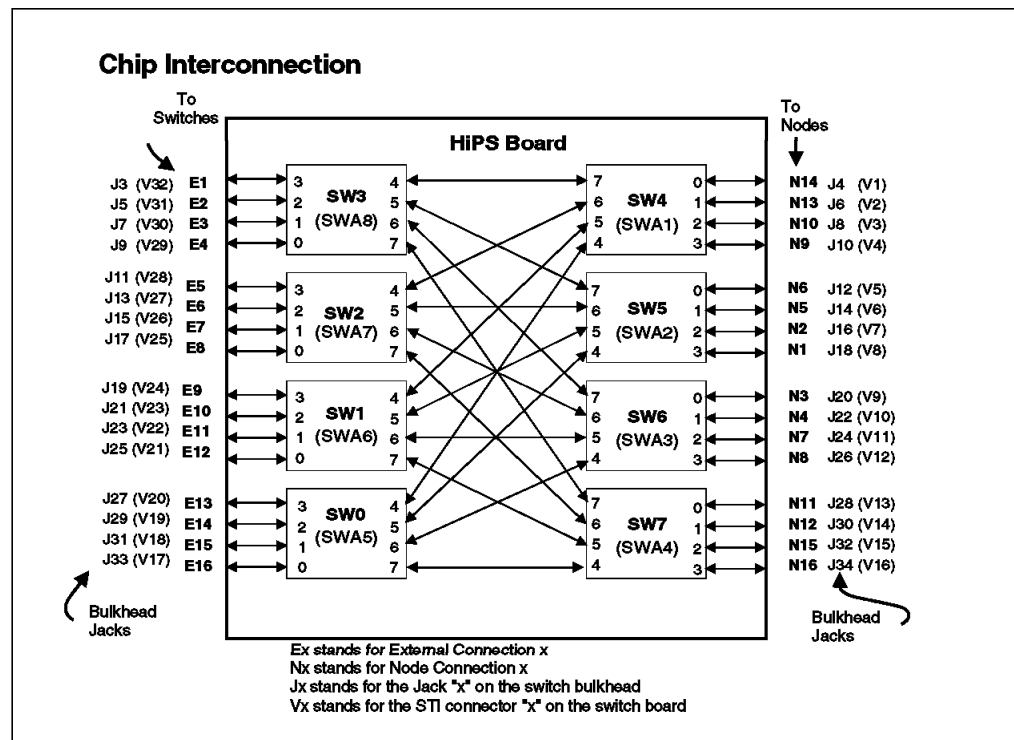 Chip Interconnection
To
Switches
To
Nodes
HiPS Board
J3 (V32) E1 3 SW3 4 7 SW4 0 N14 J4 (V1)
J5 (V31) E2 2 (SWA8) 5 6 (SWA1) 1 N13 J6 (V2)
J7 (V30) E3 1 6 5 2 N10 J8 (V3)
J9 (V29) E4 0 7 4 3 N9 J10 (V4)
J11 (V28) E5 3 SW2 4 7 SW5 0 N6 J12 (V5)
J13 (V27) E6 2 (SWA7) 5 6 (SWA2) 1 N5 J14 (V6)
J15 (V26) E7 1 6 5 2 N2 J16 (V7)
J17 (V25) E8 0 7 4 3 N1 J18 (V8)
J19 (V24) E9 3 SW1 4 7 SW6 0 N3 J20 (V9)
J21 (V23) E10 2 (SWA6) 5 6 (SWA3) 1 N4 J22 (V10)
J23 (V22) E11 1 6 5 2 N7 J24 (V11)
J25 (V21) E12 0 7 4 3 N8 J26 (V12)
J27 (V20) E13 3 SW0 4 7 SW7 0 N11 J28 (V13)
J29 (V19) E14 2 (SWA5) 5 6 (SWA4) 1 N12 J30 (V14)
J31 (V18) E15 1 6 5 2 N15 J32 (V15)
J33 (V17) E16 0 7 4 3 N16 J34 (V16)
Bulkhead
Jacks
Bulkhead
Jacks
Ex stands for External Connection x
Nx stands for Node Connection x
Jx stands for the Jack "x" on the switch bulkhead
Vx stands for the STI connector "x" on the switch board